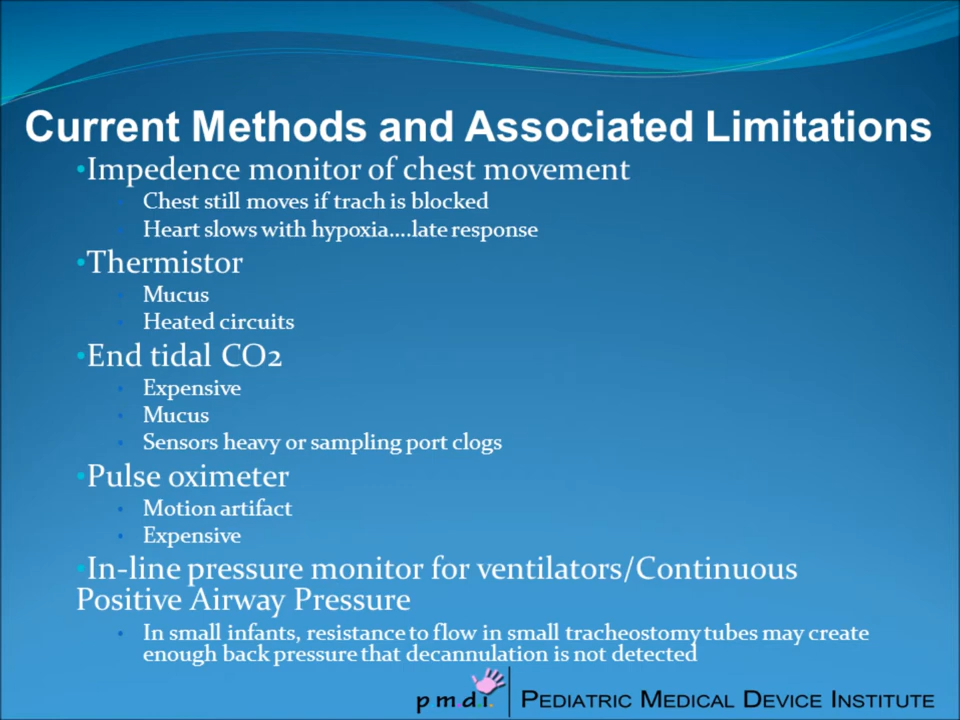 Current Methods and Associated Limitations
•Impedence monitor of chest movement
• Chest still moves if trach is blocked
• Heart slows with hypoxia....late response
•Thermistor
• Mucus
• Heated circuits
•End tidal CO2
• Expensive
• Mucus
• Sensors heavy or sampling port clogs
•Pulse oximeter
• Motion artifact
• Expensive
•In-line pressure monitor for ventilators/Continuous
Positive Airway Pressure
• In small infants, resistance to flow in small tracheostomy tubes may create
enough back pressure that decannulation is not detected
p.m.d.i. PEDIATRIC MEDICAL DEVICE INSTITUTE